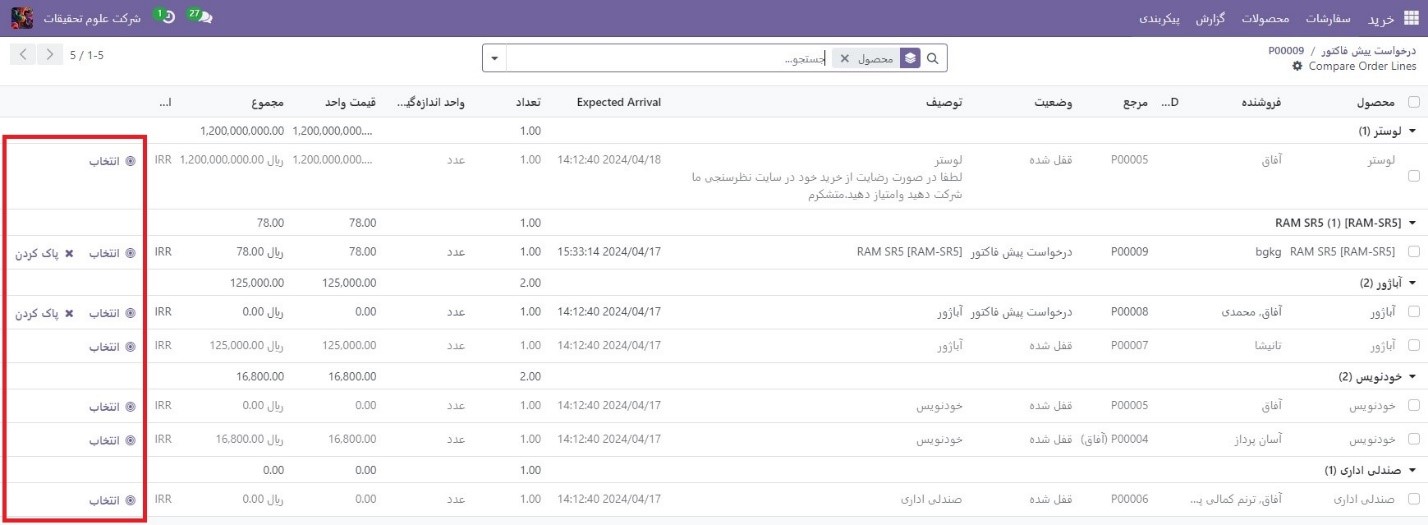 خرید سفارشات محصولات گزارش پیکربندی 27 1 شرکت علوم تحقیقات
درخواست پیش فاکتور / P00009
Compare Order Lines
محصول جستجو...
5 / 1-5
محصول فروشنده D... مرجع وضعیت توصیف Expected Arrival تعداد واحد اندازه‌گی... قیمت واحد مجموع ا...
لوستر (1) 1.00 1,200,000,000.... 1,200,000,000.00
لوستر آفاق P00005 قفل شده لوستر 14:12:40 2024/04/18 1.00 عدد 1,200,000,000.... ریال 1,200,000,000.00 IRR انتخاب
لطفا در صورت رضایت از خرید خود در سایت نظرسنجی ما
شرکت دهید وامتیاز دهید.متشکرم
RAM SR5 (1) [RAM-SR5] 1.00 78.00 78.00
RAM SR5 [RAM-SR5] bgkg P00009 درخواست پیش فاکتور RAM SR5 [RAM-SR5] 15:33:14 2024/04/17 1.00 عدد 78.00 ریال 78.00 IRR انتخاب پاک کردن
آباژور (2) 2.00 125,000.00 125,000.00
آباژور آفاق, محمدی P00008 درخواست پیش فاکتور آباژور 14:12:40 2024/04/17 1.00 عدد 0.00 ریال 0.00 IRR انتخاب پاک کردن
آباژور تانیشا P00007 قفل شده آباژور 14:12:40 2024/04/17 1.00 عدد 125,000.00 ریال 125,000.00 IRR انتخاب
خودنویس (2) 2.00 16,800.00 16,800.00
خودنویس آفاق P00005 قفل شده خودنویس 14:12:40 2024/04/17 1.00 عدد 0.00 ریال 0.00 IRR انتخاب
خودنویس آسان پرداز P00004 (آفاق) قفل شده خودنویس 14:12:40 2024/04/17 1.00 عدد 16,800.00 ریال 16,800.00 IRR انتخاب
صندلی اداری (1) 1.00 0.00 0.00
صندلی اداری آفاق, ترنم کمالی پ... P00006 قفل شده صندلی اداری 14:12:40 2024/04/17 1.00 عدد 0.00 ریال 0.00 IRR انتخاب